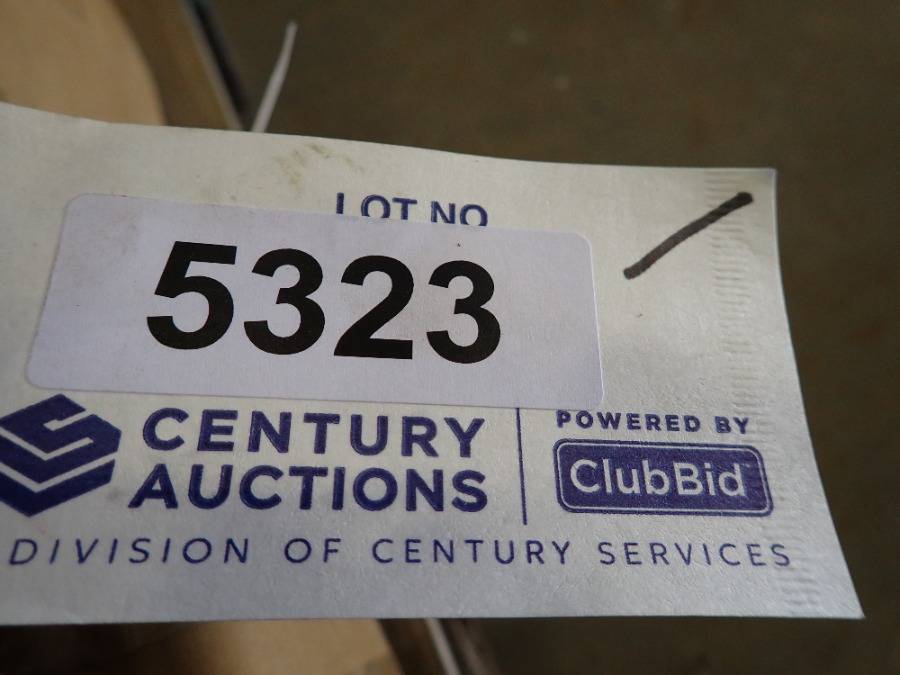 LOT NO
5323
CENTURY
AUCTIONS
POWERED BY
ClubBid
DIVISION OF CENTURY SERVICES